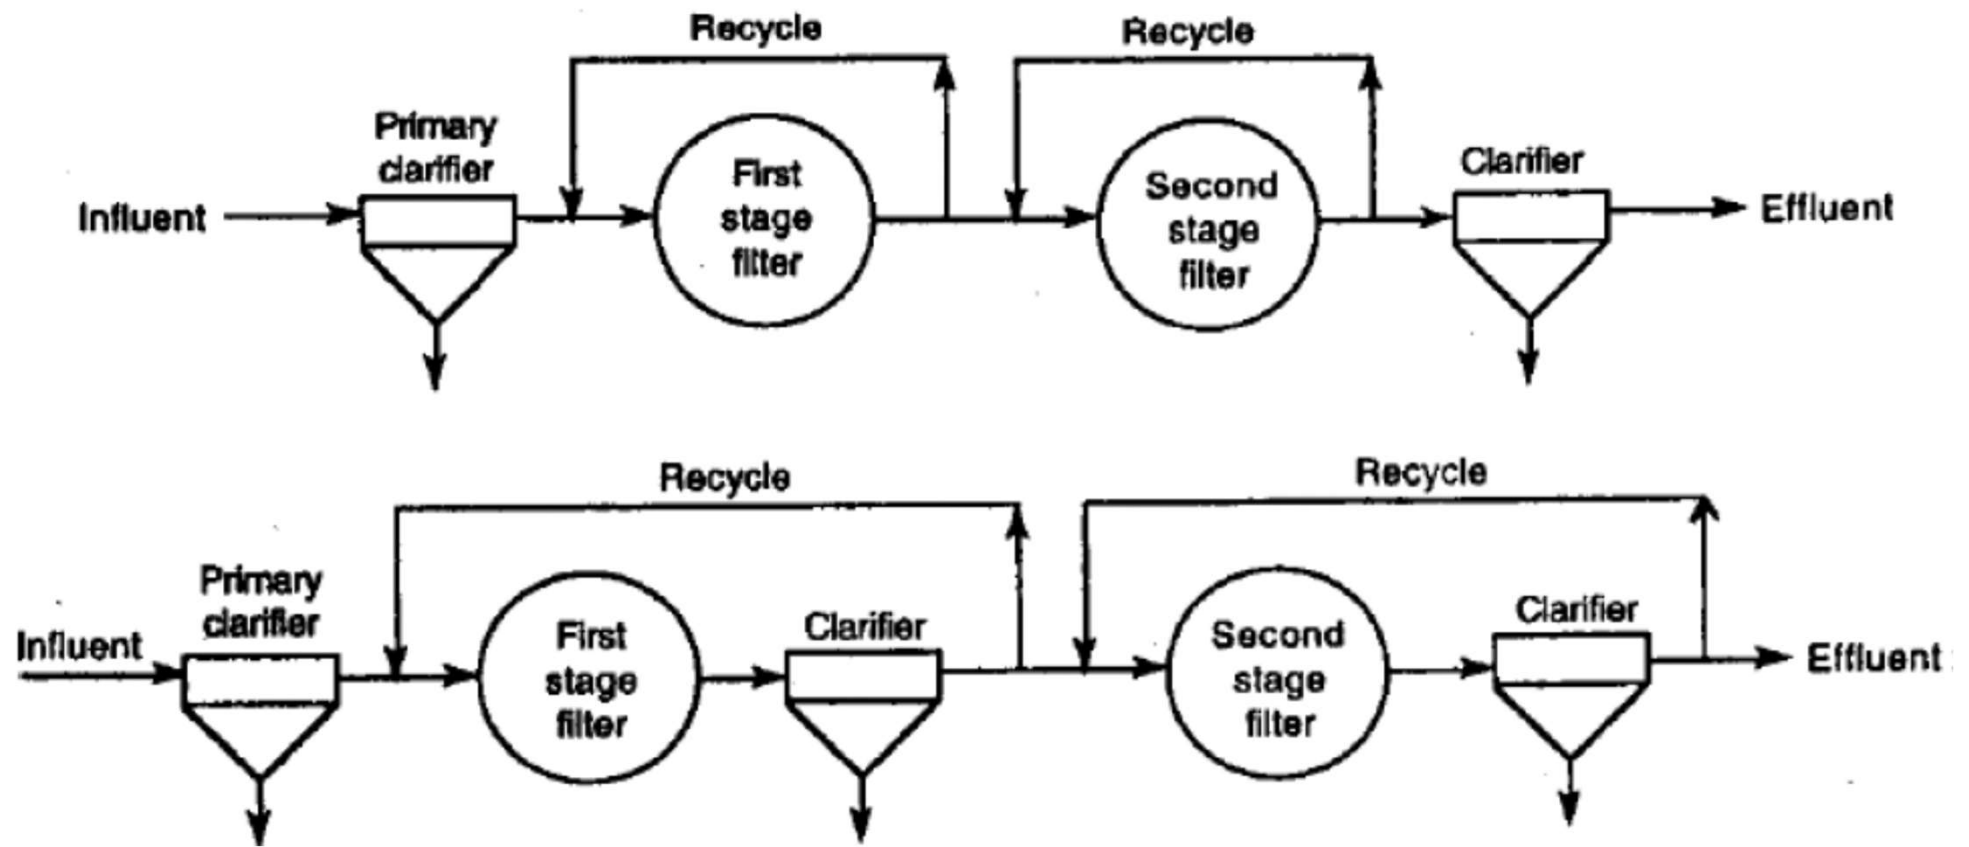 Recycle
Recycle
Primary
clarifier
First
stage
filter
Second
stage
filter
Clarifier
Influent
Effluent
Recycle
Recycle
Primary
clarifier
First
stage
filter
Clarifier
Second
stage
filter
Clarifier
Influent
Effluent